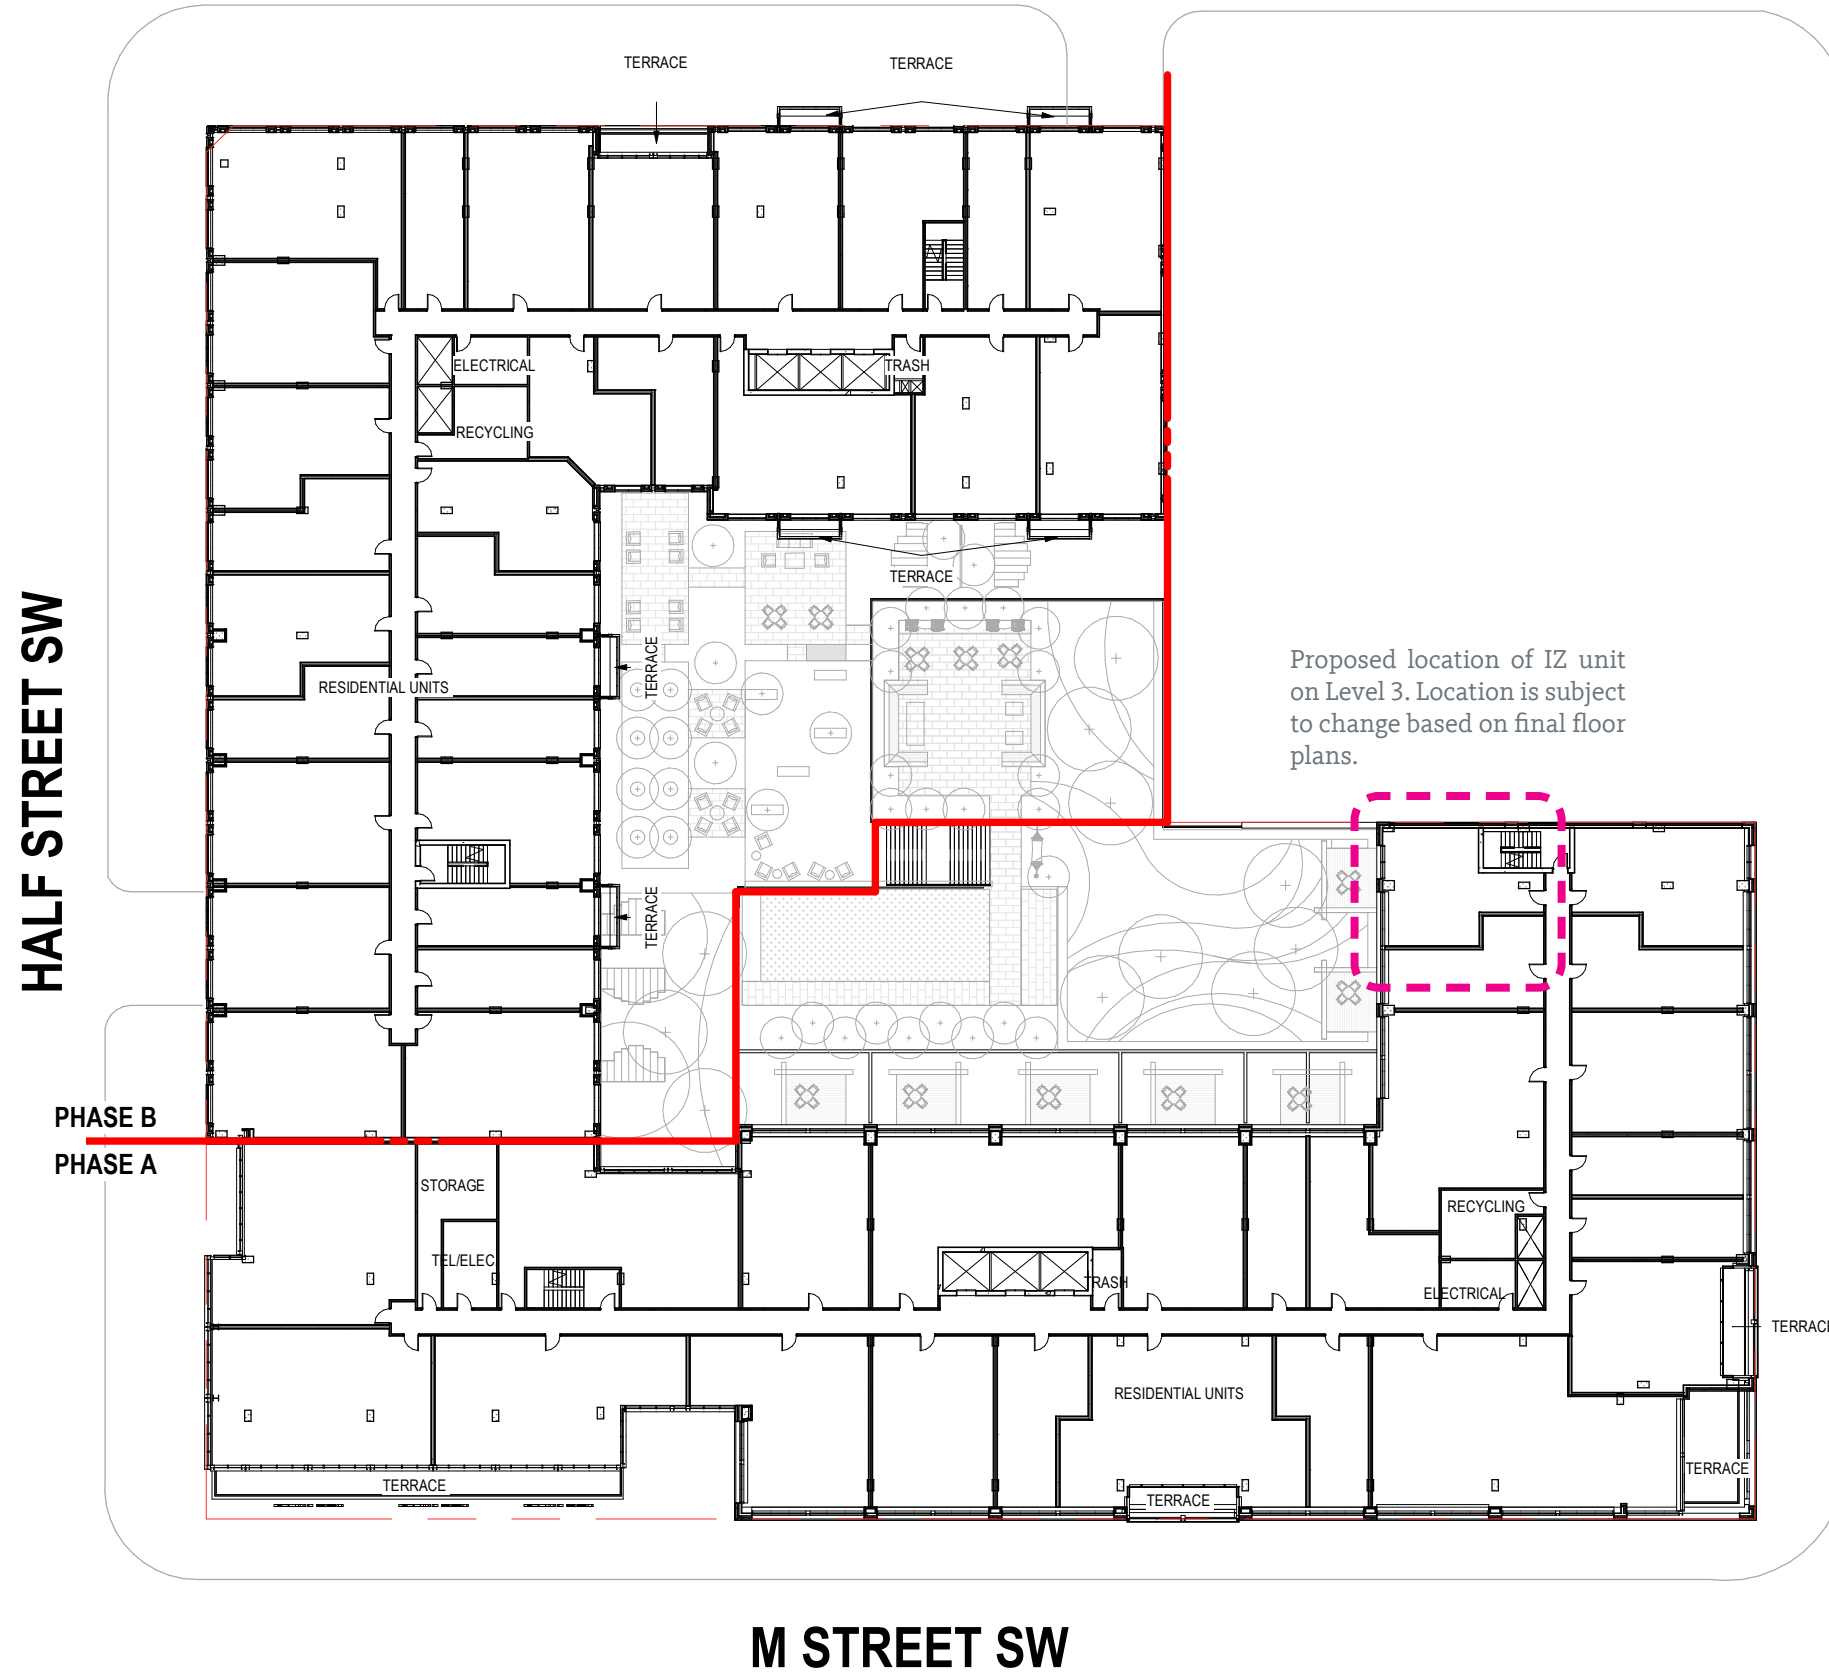 TERRACE
TERRACE
ELECTRICAL
TRASH
RECYCLING
TERRACE
HALF STREET SW
TERRACE
RESIDENTIAL UNITS
Proposed location of IZ unit
on Level 3. Location is subject
to change based on final floor
plans.
TERRACE
PHASE B
PHASE A
STORAGE
TEL/ELEC.
TRASH
RECYCLING
ELECTRICAL
TERRACE
RESIDENTIAL UNITS
TERRACE
TERRACE
TERRACE
M STREET SW